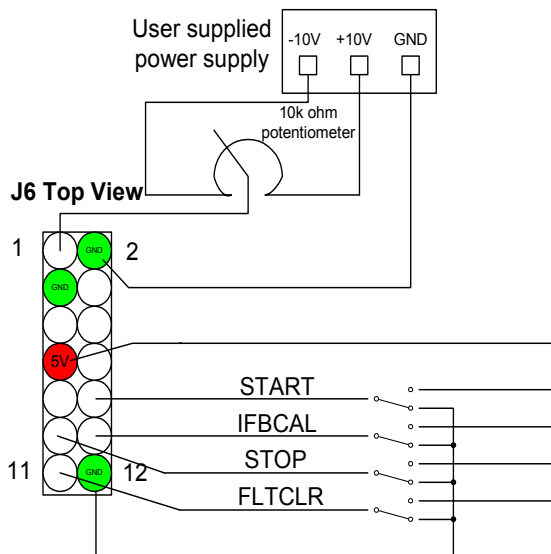 User supplied
power supply
-10V +10V GND
10k ohm
potentiometer
J6 Top View
1 GND 2
GND
5V
START
IFBCAL
STOP
11 GND 12
FLTCLR